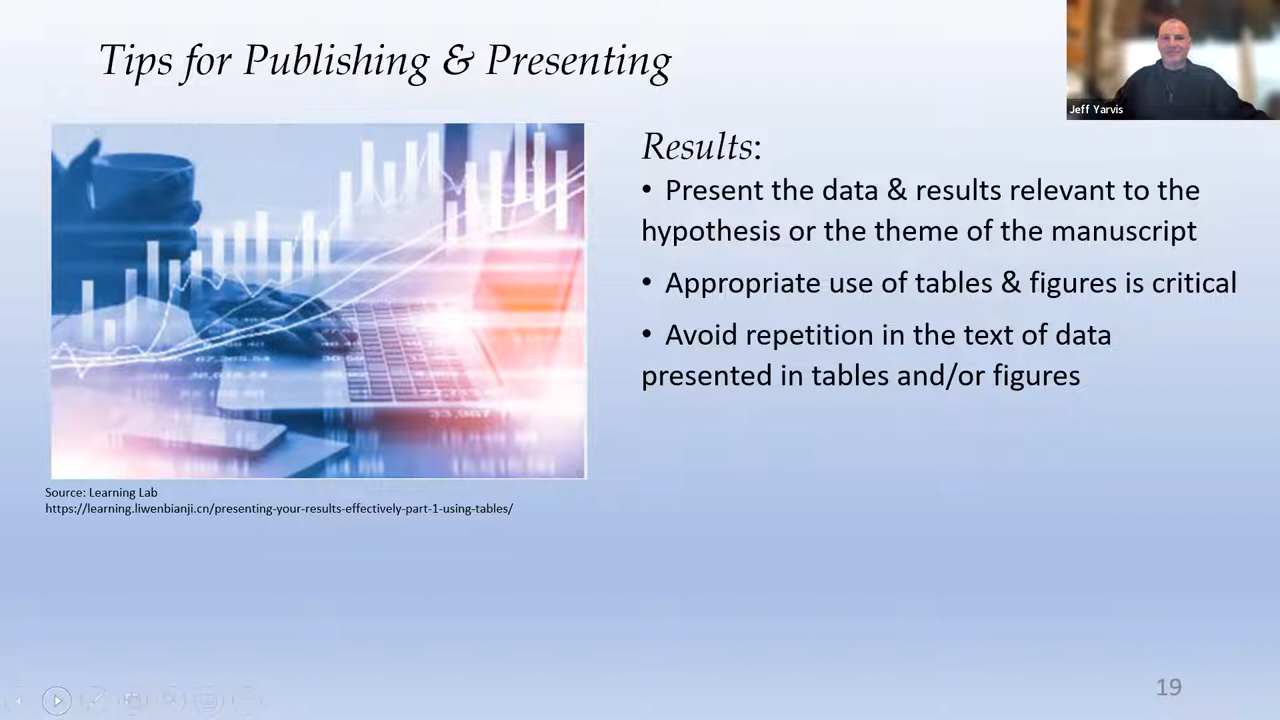 Tips for Publishing & Presenting
Jeff Yarvis
Results:
• Present the data & results relevant to the
hypothesis or the theme of the manuscript
• Appropriate use of tables & figures is critical
• Avoid repetition in the text of data
presented in tables and/or figures
Source: Learning Lab
https://learning.liwenbianji.cn/presenting-your-results-effectively-part-1-using-tables/
19